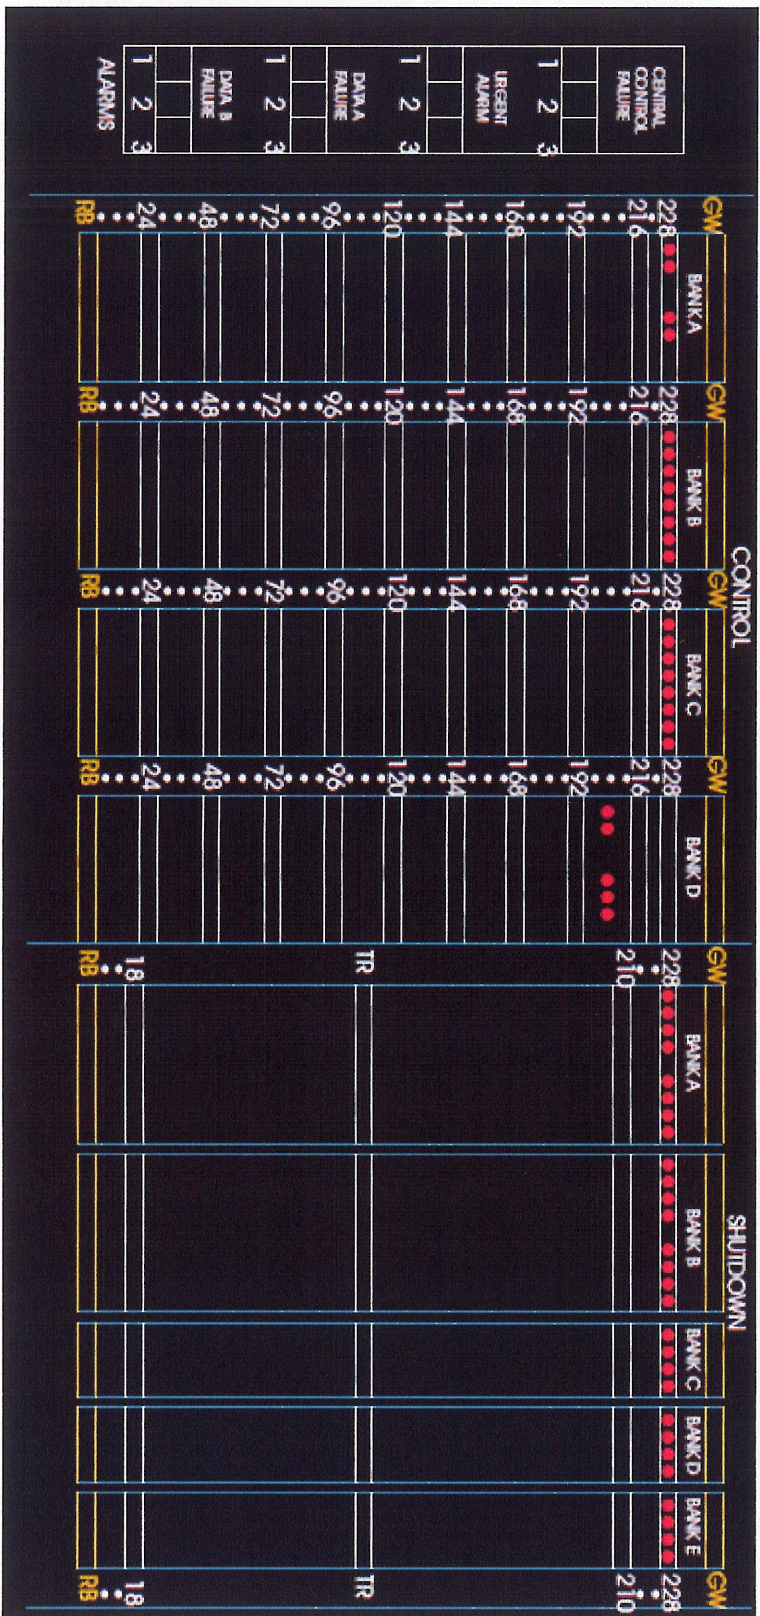 CENTRAL
CONTROL
FAILURE
1 2 3
URGENT
ALARM
1 2 3
DATA A
FAILURE
1 2 3
DATA B
FAILURE
1 2 3
ALARMS
CONTROL
GW
228
216
192
168
144
120
96
72
48
24
RB
BANK A
GW
228
216
192
168
144
120
96
72
48
24
RB
BANK B
GW
228
216
192
168
144
120
96
72
48
24
RB
BANK C
GW
228
216
192
168
144
120
96
72
48
24
RB
BANK D
SHUTDOWN
GW
228
210
TR
18
RB
BANK A
BANK B
BANK C
BANK D
BANK E
GW
228
210
TR
18
RB